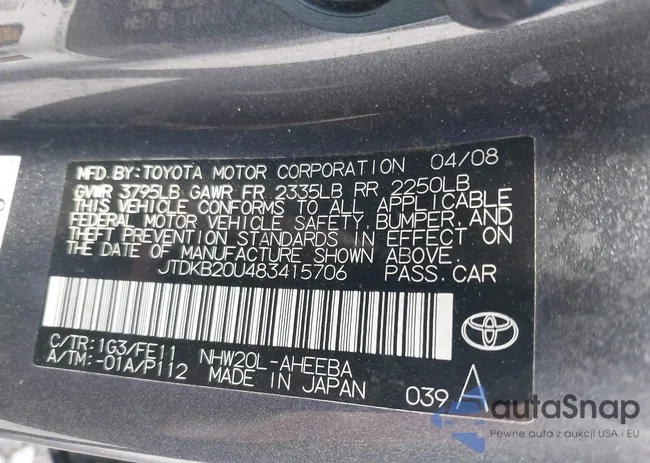 MFD.BY:TOYOTA MOTOR CORPORATION 04/08
GVWR 3795LB GAWR FR 2335LB RR 2250LB
THIS VEHICLE CONFORMS TO ALL APPLICABLE
FEDERAL MOTOR VEHICLE SAFETY, BUMPER, AND
THEFT PREVENTION STANDARDS IN EFFECT ON
THE DATE OF MANUFACTURE SHOWN ABOVE.
JTDKB20U483415706 PASS.CAR
C/TR:1G3/FE11 NHW20L-AHEEBA
A/TM:-01A/P112 MADE IN JAPAN
039 A
autaSnap
Pewne auta z aukcji USA i EU